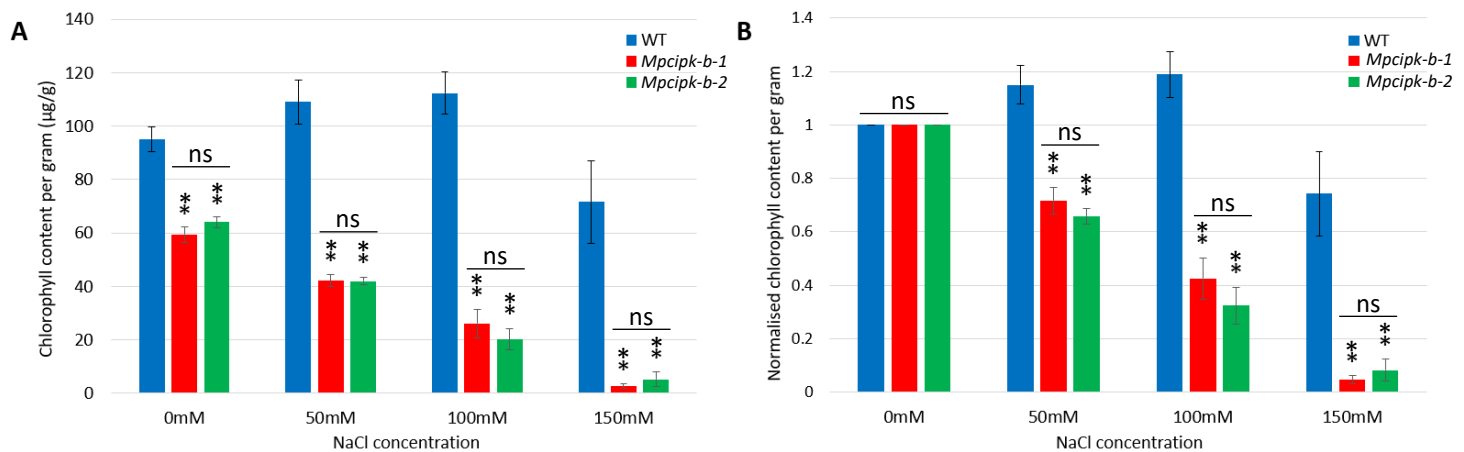 A
Chlorophyll content per gram (µg/g)
140
120
100
80
60
40
20
0
WT
Mpcipk-b-1
Mpcipk-b-2
ns
**
**
ns
**
**
ns
**
**
ns
**
**
0mM
50mM
100mM
150mM
NaCl concentration
B
Normalised chlorophyll content per gram
1.4
1.2
1
0.8
0.6
0.4
0.2
0
WT
Mpcipk-b-1
Mpcipk-b-2
ns
ns
**
**
ns
**
**
ns
**
**
0mM
50mM
100mM
150mM
NaCl concentration